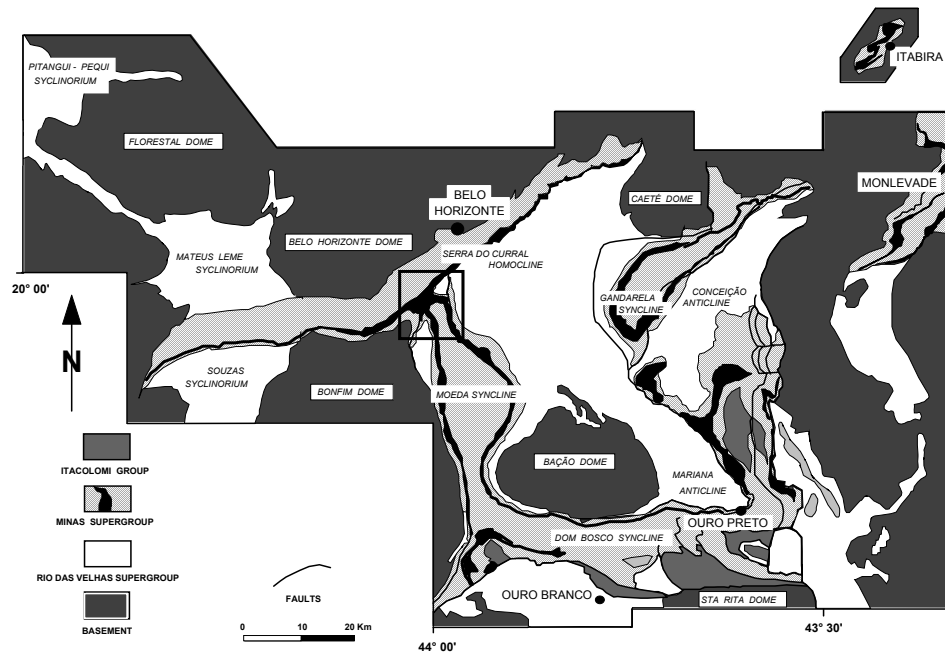 PITANGUI - PEQUI
SYCLINORIUM
ITABIRA
FLORESTAL DOME
MONLEVADE
BELO
HORIZONTE
CAETÉ DOME
BELO HORIZONTE DOME
SERRA DO CURRAL
HOMOCLINE
MATEUS LEME
SYCLINORIUM
20° 00'
CONCEIÇÃO
ANTICLINE
GANDARELA
SYNCLINE
N
SOUZAS
SYCLINORIUM
BONFIM DOME
MOEDA SYNCLINE
ITACOLOMI GROUP
BAÇÃO DOME
MARIANA
ANTICLINE
MINAS SUPERGROUP
OURO PRETO
DOM BOSCO SYNCLINE
RIO DAS VELHAS SUPERGROUP
FAULTS
OURO BRANCO
STA RITA DOME
BASEMENT
0 10 20 Km
44° 00'
43° 30'